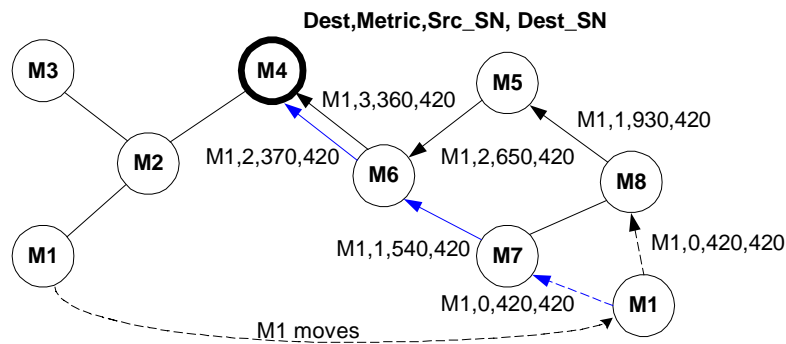 Dest,Metric,Src_SN, Dest_SN
M3
M4
M5
M1,3,360,420
M1,1,930,420
M2
M1,2,370,420
M1,2,650,420
M6
M8
M1
M1,1,540,420
M7
M1,0,420,420
M1,0,420,420
M1
M1 moves